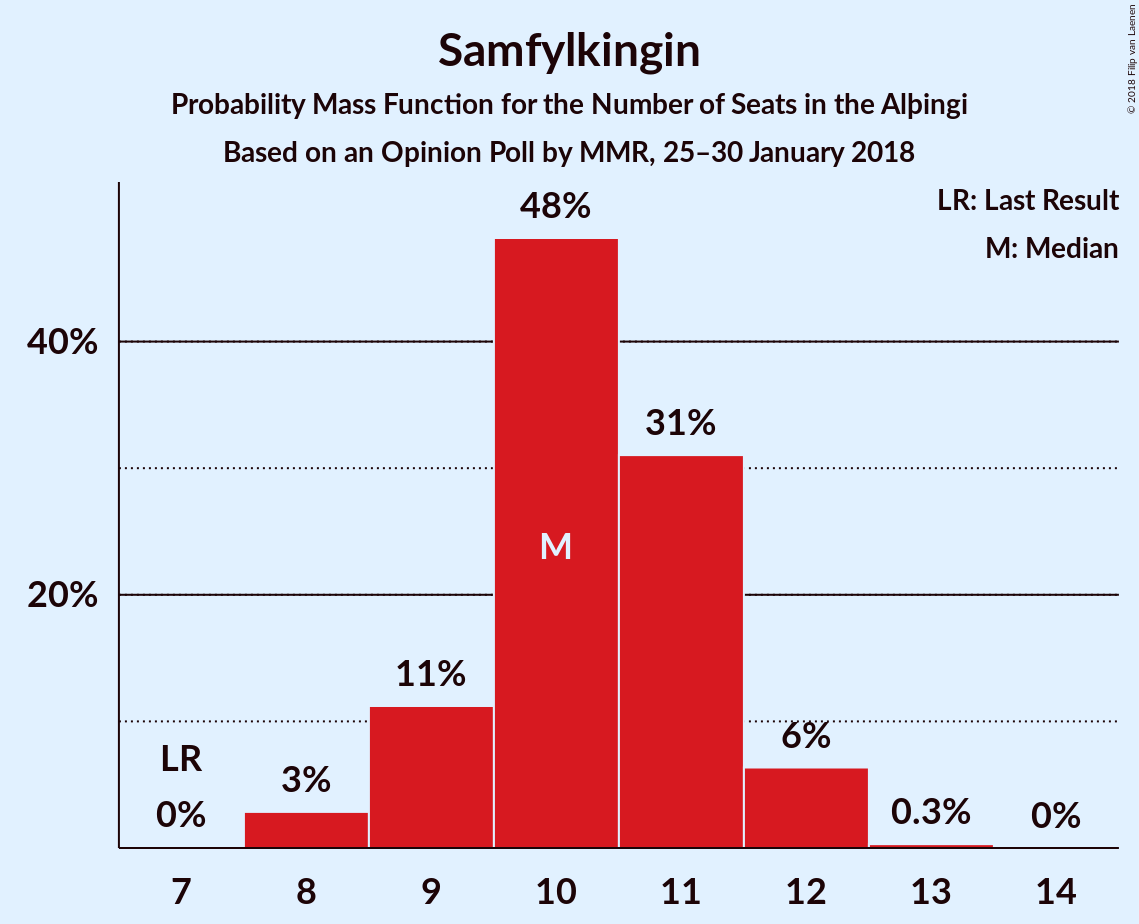 Samfylkingin
Probability Mass Function for the Number of Seats in the Alþingi
Based on an Opinion Poll by MMR, 25–30 January 2018
© 2018 Filip van Laenen
LR: Last Result
M: Median
48%
40%
31%
M
20%
11%
LR
6%
3%
0%
0.3%
0%
7 8 9 10 11 12 13 14